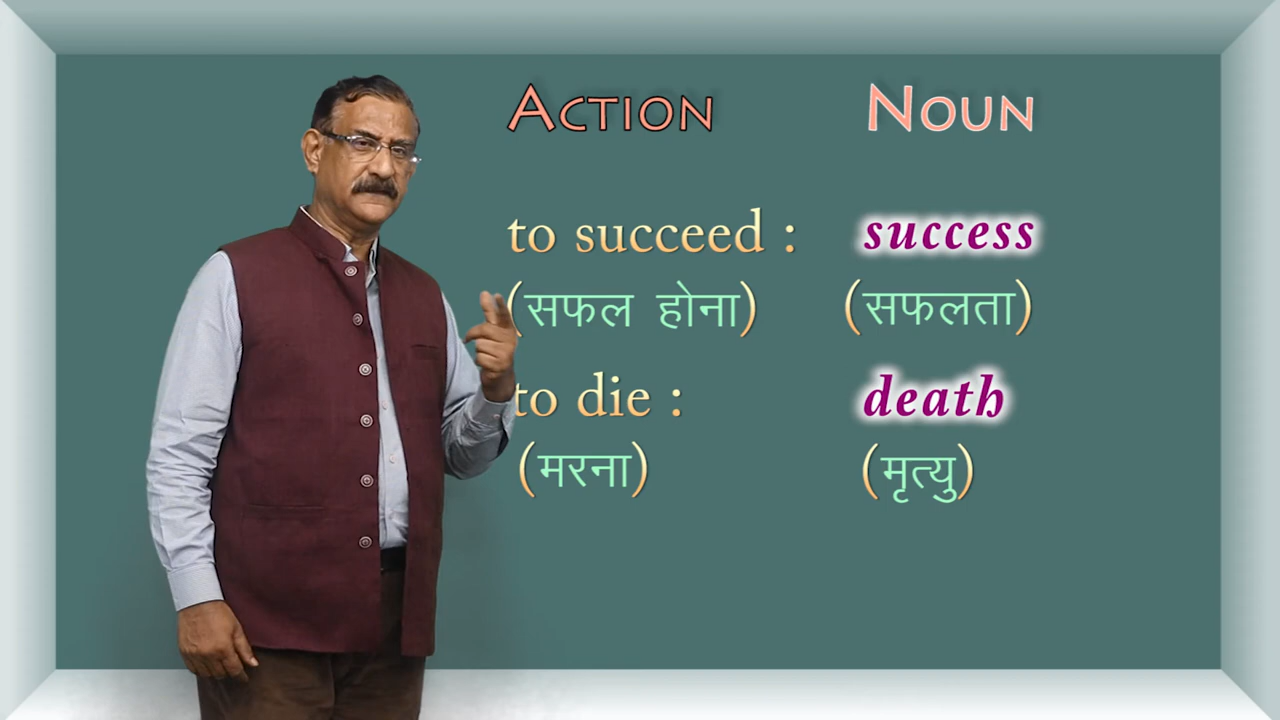 ACTION NOUN
to succeed : success
(सफल होना) (सफलता)
to die : death
(मरना) (मृत्यु)